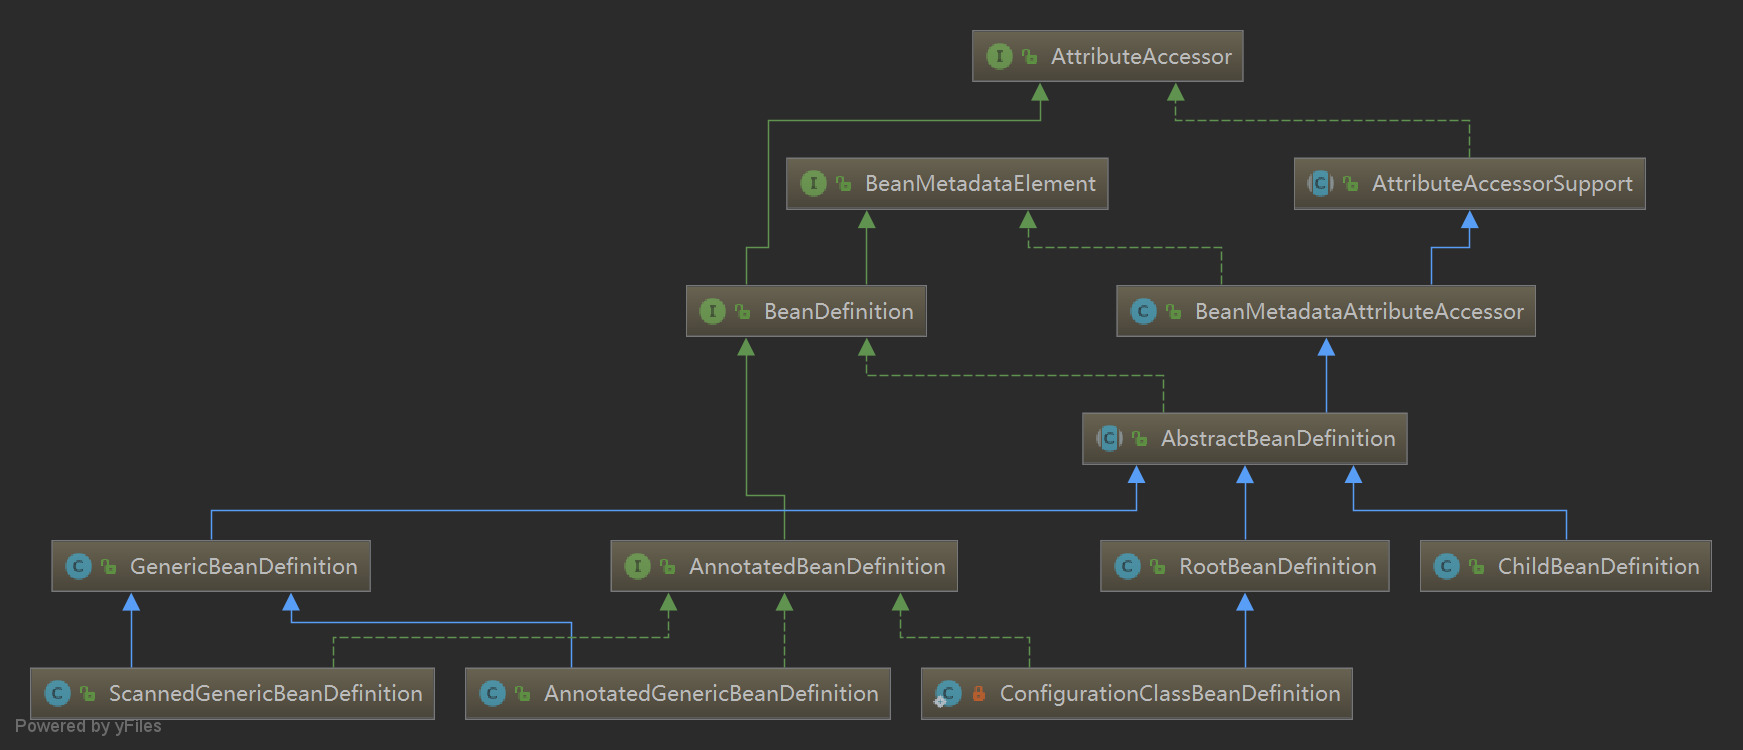 AttributeAccessor
BeanMetadataElement
AttributeAccessorSupport
BeanDefinition
BeanMetadataAttributeAccessor
AbstractBeanDefinition
GenericBeanDefinition
AnnotatedBeanDefinition
RootBeanDefinition
ChildBeanDefinition
ScannedGenericBeanDefinition
AnnotatedGenericBeanDefinition
ConfigurationClassBeanDefinition
Powered by yFiles